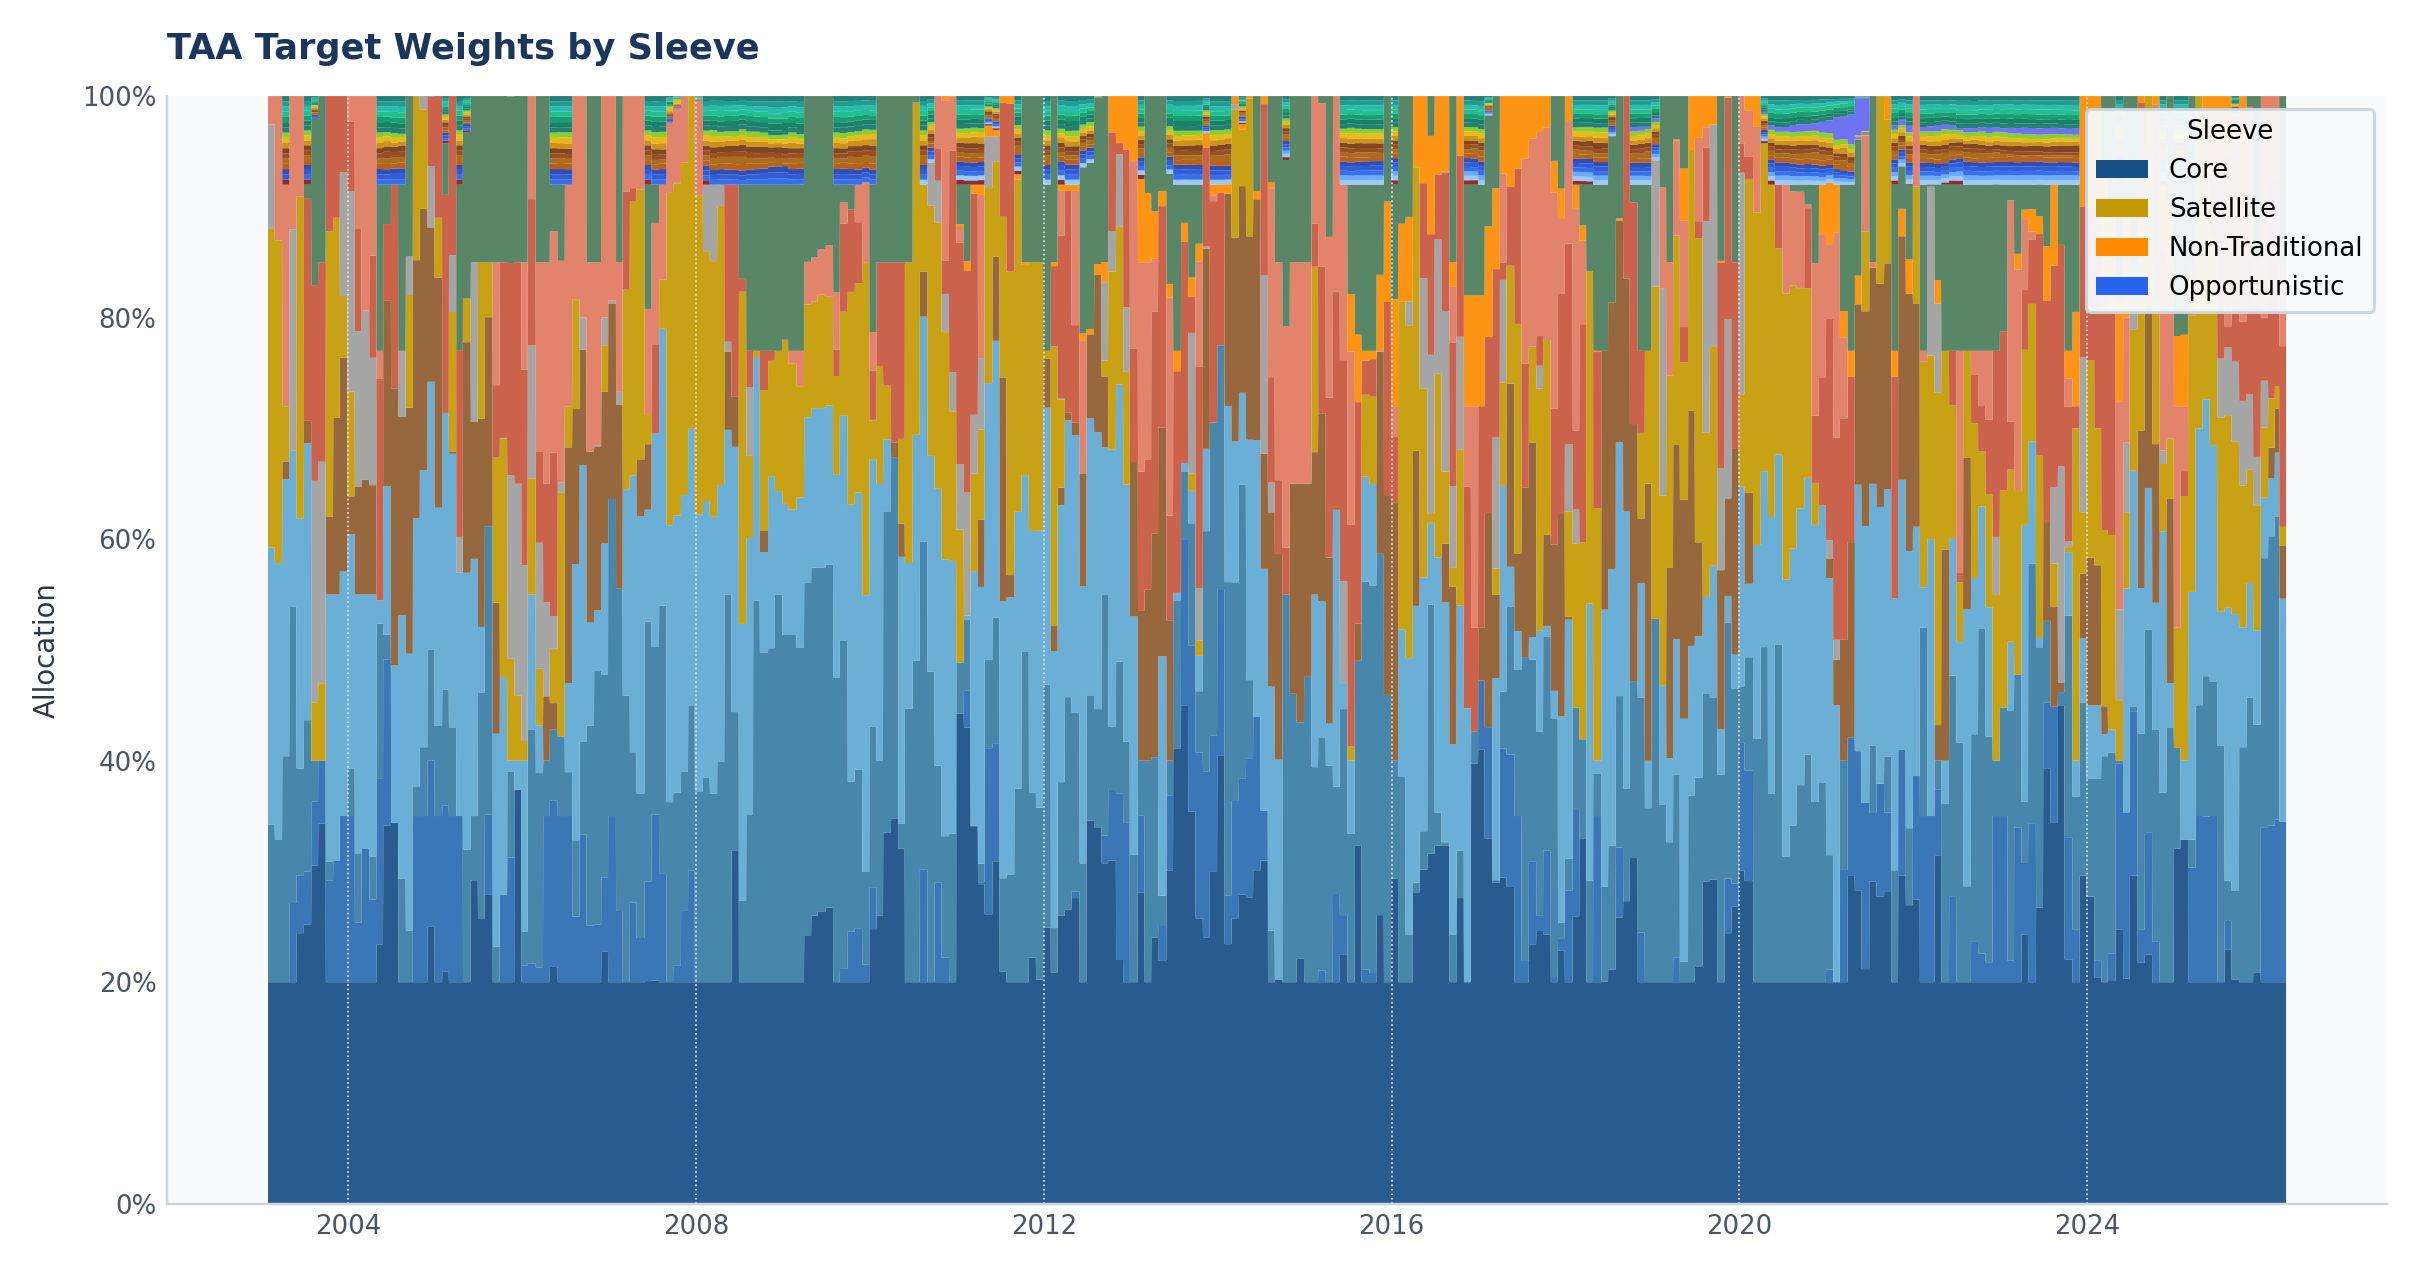 TAA Target Weights by Sleeve
100%
80%
60%
40%
20%
0%
Allocation
Sleeve
Core
Satellite
Non-Traditional
Opportunistic
2004 2008 2012 2016 2020 2024